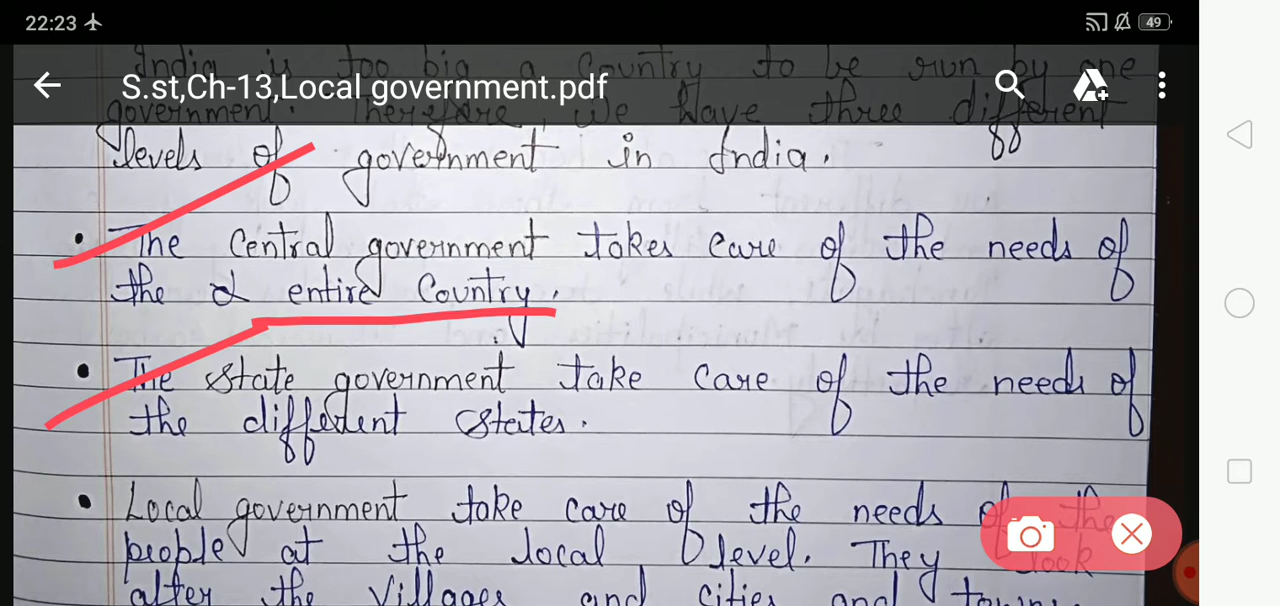 22:23
49
S.st,Ch-13,Local government.pdf
India is too big a Country to be run by one
government. Therefore, we have three different
levels of government in India.
• The Central government takes care of the needs of
the & entire Country.
• The state government take care of the needs of
the different states.
• Local government take care of the needs of the
people at the local level. They look
after the villages and cities and towns.